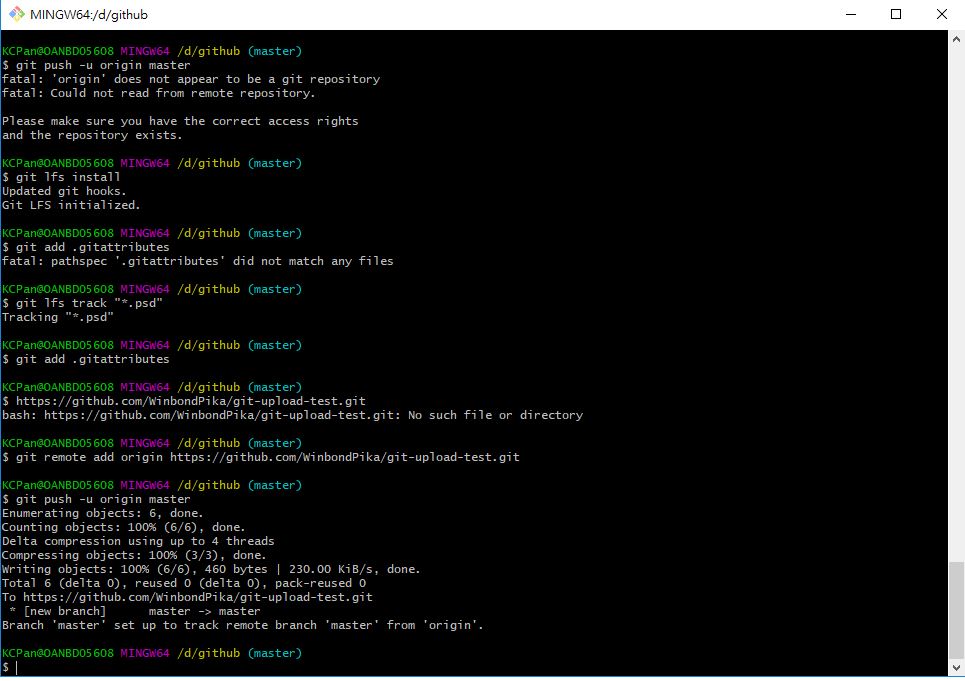 MINGW64:/d/github
KCPan@OANBD05608 MINGW64 /d/github (master)
$ git push -u origin master
fatal: 'origin' does not appear to be a git repository
fatal: Could not read from remote repository.
Please make sure you have the correct access rights
and the repository exists.
KCPan@OANBD05608 MINGW64 /d/github (master)
$ git lfs install
Updated git hooks.
Git LFS initialized.
KCPan@OANBD05608 MINGW64 /d/github (master)
$ git add .gitattributes
fatal: pathspec '.gitattributes' did not match any files
KCPan@OANBD05608 MINGW64 /d/github (master)
$ git lfs track "*.psd"
Tracking "*.psd"
KCPan@OANBD05608 MINGW64 /d/github (master)
$ git add .gitattributes
KCPan@OANBD05608 MINGW64 /d/github (master)
$ https://github.com/WinbondPika/git-upload-test.git
bash: https://github.com/WinbondPika/git-upload-test.git: No such file or directory
KCPan@OANBD05608 MINGW64 /d/github (master)
$ git remote add origin https://github.com/WinbondPika/git-upload-test.git
KCPan@OANBD05608 MINGW64 /d/github (master)
$ git push -u origin master
Enumerating objects: 6, done.
Counting objects: 100% (6/6), done.
Delta compression using up to 4 threads
Compressing objects: 100% (3/3), done.
Writing objects: 100% (6/6), 460 bytes | 230.00 KiB/s, done.
Total 6 (delta 0), reused 0 (delta 0), pack-reused 0
To https://github.com/WinbondPika/git-upload-test.git
 * [new branch]      master -> master
Branch 'master' set up to track remote branch 'master' from 'origin'.
KCPan@OANBD05608 MINGW64 /d/github (master)
$